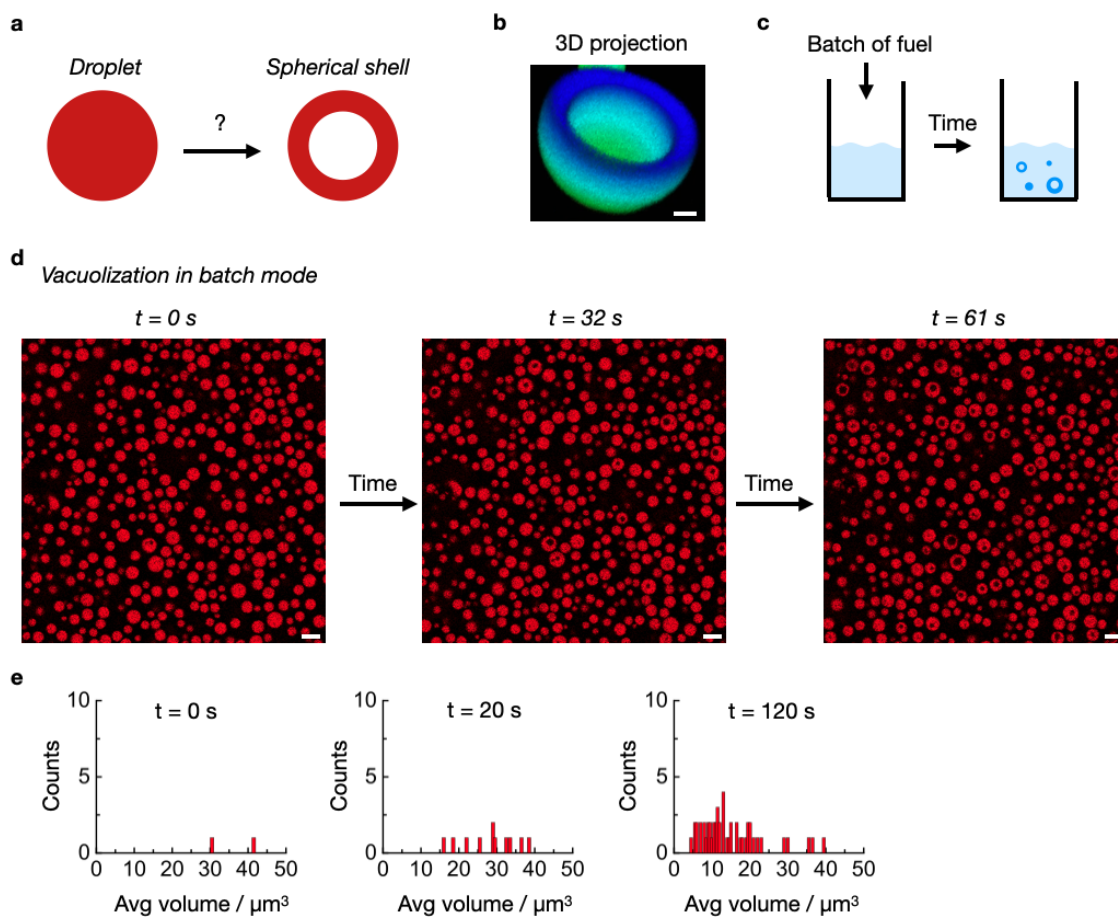 a
Droplet
Spherical shell
?
b
3D projection
c
Batch of fuel
Time
d
Vacuolization in batch mode
t = 0 s
t = 32 s
t = 61 s
Time
Time
e
10
5
0
Counts
t = 0 s
0 10 20 30 40 50
Avg volume / µm³
10
5
0
Counts
t = 20 s
0 10 20 30 40 50
Avg volume / µm³
10
5
0
Counts
t = 120 s
0 10 20 30 40 50
Avg volume / µm³